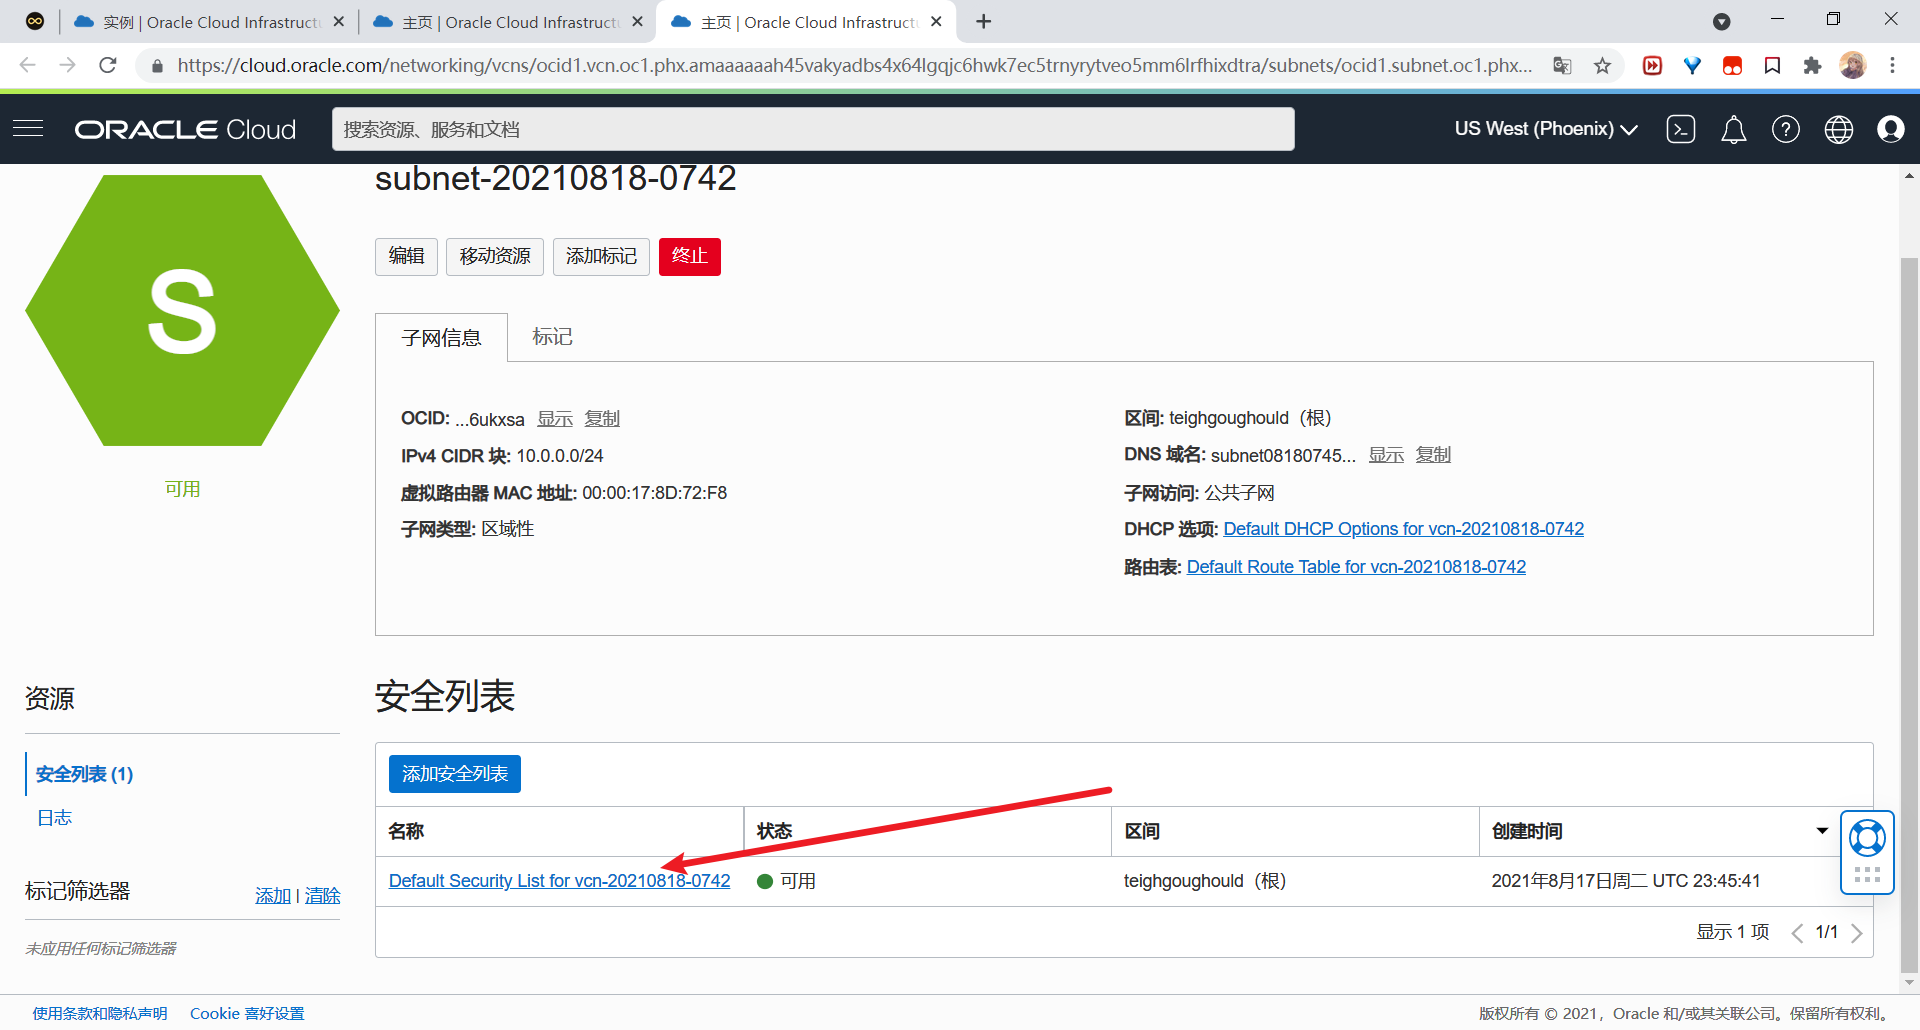 实例 | Oracle Cloud Infrastructu
主页 | Oracle Cloud Infrastructu
主页 | Oracle Cloud Infrastructu
https://cloud.oracle.com/networking/vcns/ocid1.vcn.oc1.phx.amaaaaaah45vakyadbs4x64lgqjc6hwk7ec5trnyrytveo5mm6lrfhixdtra/subnets/ocid1.subnet.oc1.phx...
ORACLE Cloud
搜索资源、服务和文档
US West (Phoenix)
subnet-20210818-0742
S
可用
编辑
移动资源
添加标记
终止
子网信息
标记
OCID: ...6ukxsa 显示 复制
IPv4 CIDR 块: 10.0.0.0/24
虚拟路由器 MAC 地址: 00:00:17:8D:72:F8
子网类型: 区域性
区间: teighgoughould（根）
DNS 域名: subnet08180745... 显示 复制
子网访问: 公共子网
DHCP 选项: Default DHCP Options for vcn-20210818-0742
路由表: Default Route Table for vcn-20210818-0742
资源
安全列表 (1)
日志
标记筛选器
添加 | 清除
未应用任何标记筛选器
安全列表
添加安全列表
名称 状态 区间 创建时间
Default Security List for vcn-20210818-0742 可用 teighgoughould（根） 2021年8月17日周二 UTC 23:45:41
显示 1 项 1/1
使用条款和隐私声明 Cookie 喜好设置
版权所有 © 2021，Oracle 和/或其关联公司。保留所有权利。